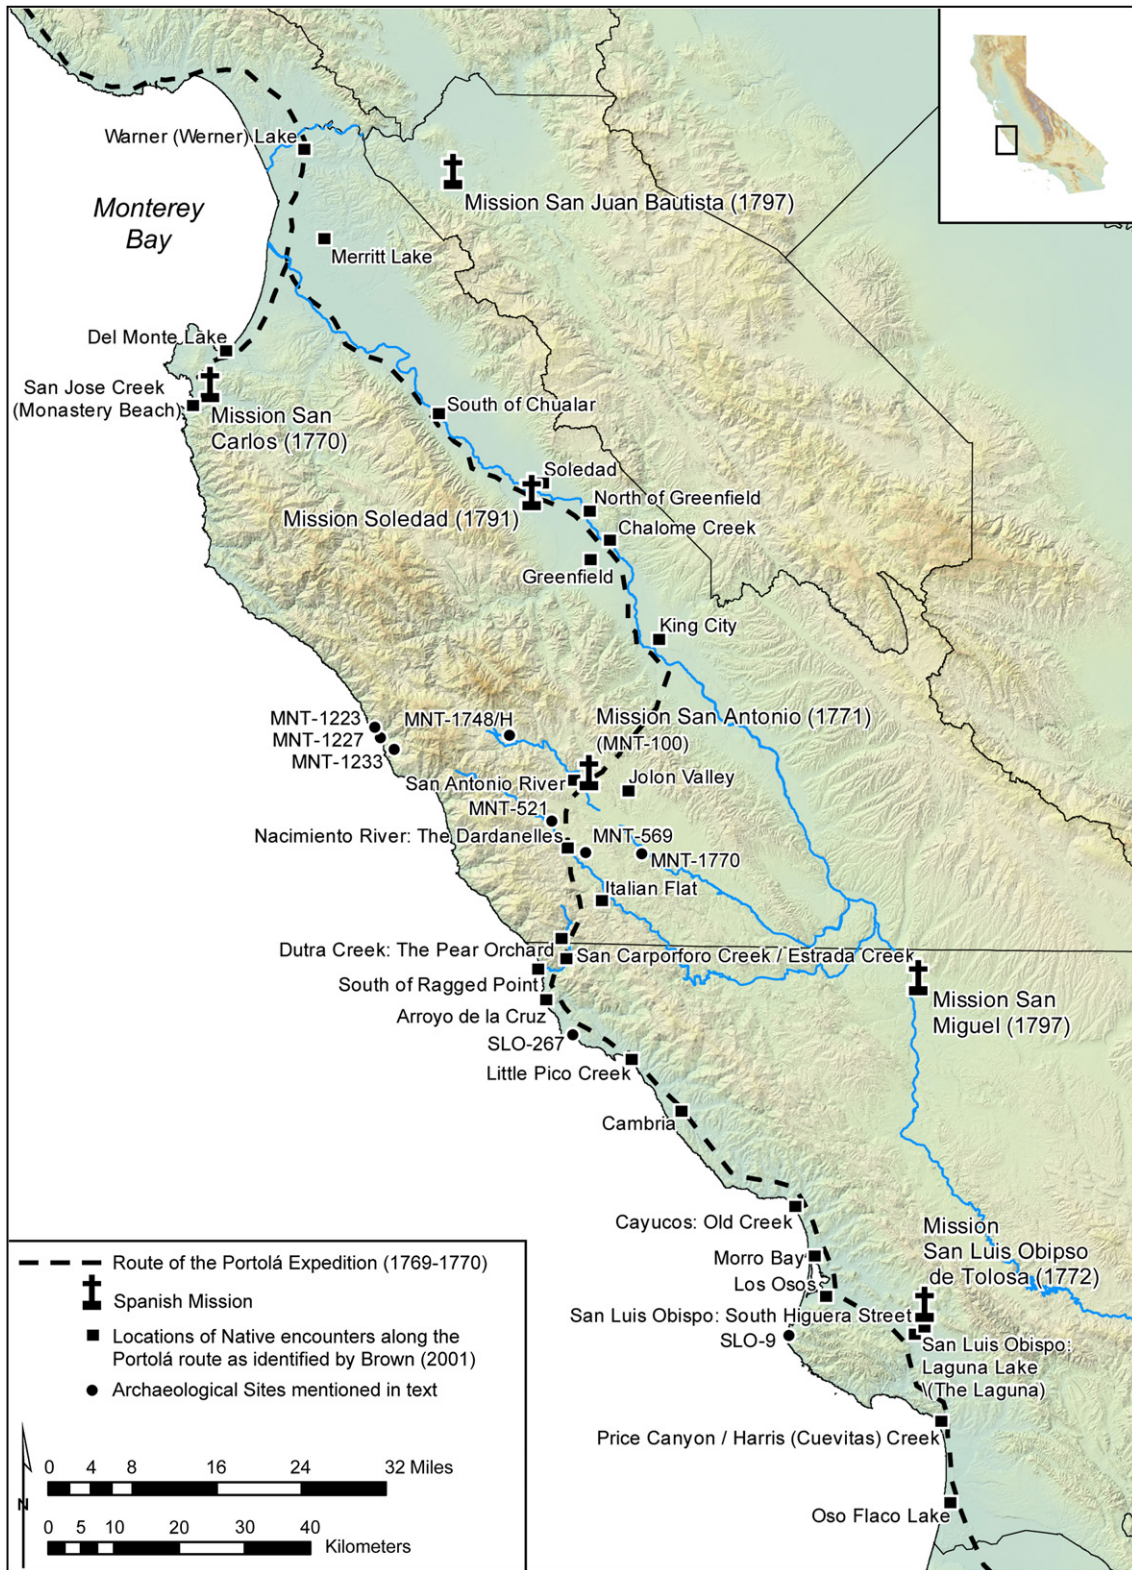 Warner (Werner) Lake
Monterey
Bay
Mission San Juan Bautista (1797)
Merritt Lake
Del Monte Lake
San Jose Creek
(Monastery Beach)
Mission San
Carlos (1770)
South of Chualar
Soledad
Mission Soledad (1791)
North of Greenfield
Chalome Creek
Greenfield
King City
MNT-1223
MNT-1227
MNT-1233
MNT-1748/H
Mission San Antonio (1771)
(MNT-100)
San Antonio River
Jolon Valley
MNT-521
Nacimiento River: The Dardanelles
MNT-569
MNT-1770
Italian Flat
Dutra Creek: The Pear Orchard
San Carporforo Creek / Estrada Creek
South of Ragged Point
Arroyo de la Cruz
Mission San
Miguel (1797)
SLO-267
Little Pico Creek
Cambria
Cayucos: Old Creek
Morro Bay
Los Osos
Mission
San Luis Obipso
de Tolosa (1772)
San Luis Obispo: South Higuera Street
SLO-9
San Luis Obispo:
Laguna Lake
\(The Laguna)
Price Canyon / Harris (Cuevitas) Creek
Oso Flaco Lake
Route of the Portolá Expedition (1769-1770)
Spanish Mission
Locations of Native encounters along the
Portolá route as identified by Brown (2001)
Archaeological Sites mentioned in text
N
0 4 8 16 24 32 Miles
0 5 10 20 30 40
Kilometers